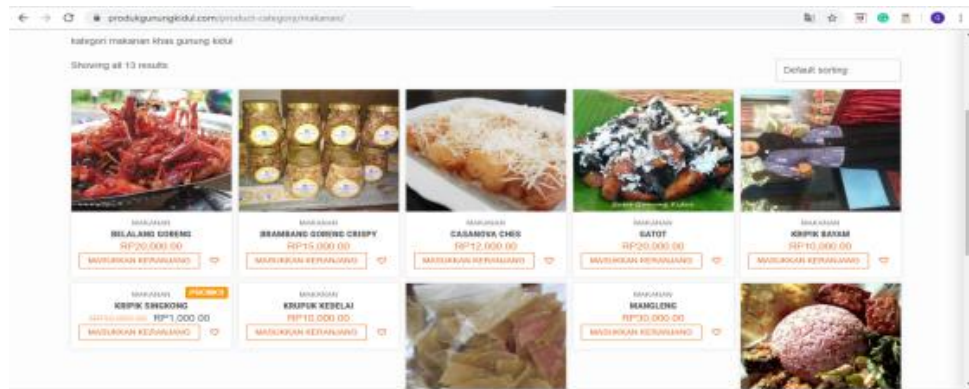 produkgunungkidul.com/product-category/makanan/
kategori makanan khas gunung kidul
Showing all 13 results
Default sorting
MAKANAN
BELALANG GORENG
RP20,000.00
MASUKKAN KERANJANG
MAKANAN
BRAMBANG GORENG CRISPY
RP15,000.00
MASUKKAN KERANJANG
MAKANAN
CASANOVA CHES
RP12,000.00
MASUKKAN KERANJANG
MAKANAN
GATOT
RP20,000.00
MASUKKAN KERANJANG
MAKANAN
KRIPIK BAYAM
RP10,000.00
MASUKKAN KERANJANG
PROMO!
MAKANAN
KRIPIK SINGKONG
RP1,000.00
MASUKKAN KERANJANG
MAKANAN
KRUPUK KEDELAI
RP10,000.00
MASUKKAN KERANJANG
MAKANAN
MANGLENG
RP30,000.00
MASUKKAN KERANJANG